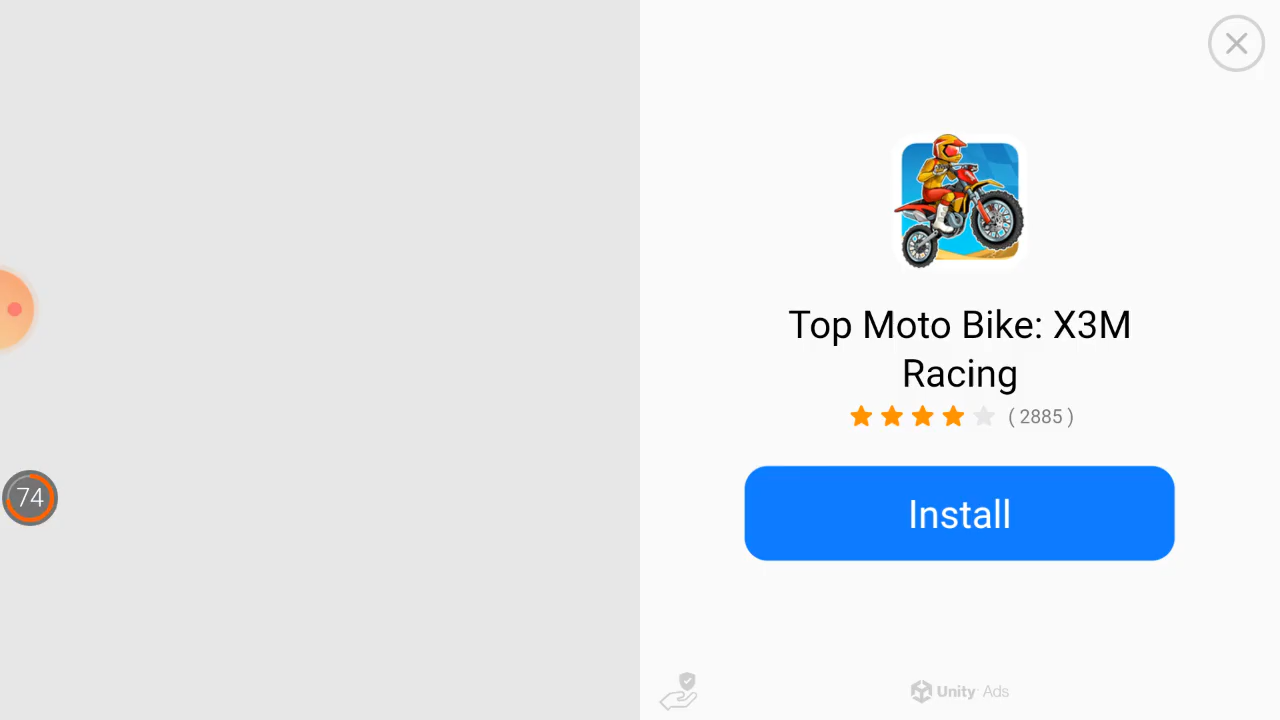 Top Moto Bike: X3M
Racing
( 2885 )
74
Install
Unity Ads